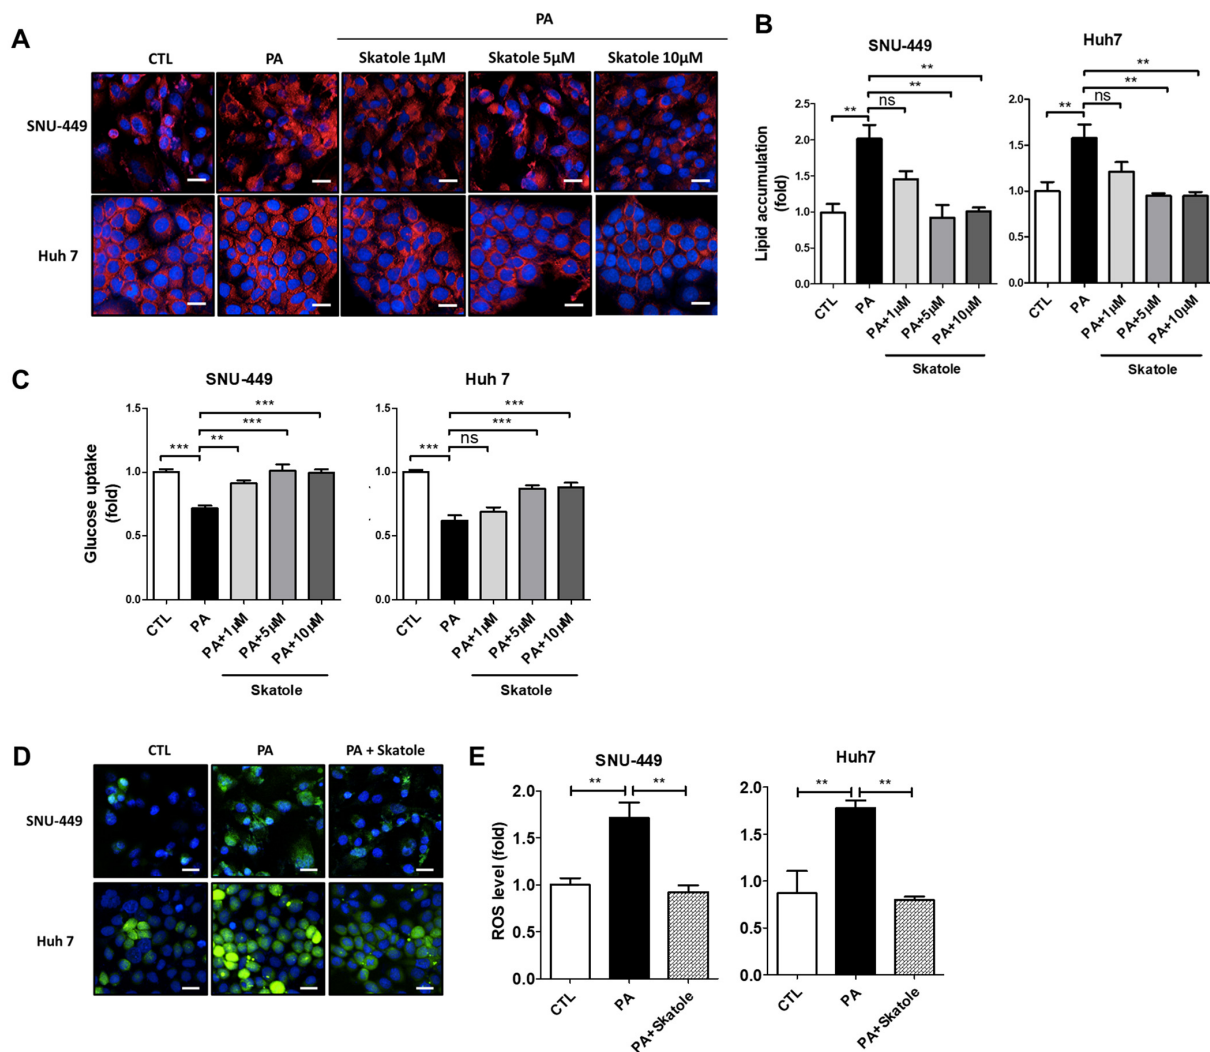 A
PA
CTL PA Skatole 1μM Skatole 5μM Skatole 10μM
SNU-449
Huh 7
B
SNU-449
Lipid accumulation
(fold)
2.5
2.0
1.5
1.0
0.5
0.0
** ns ** **
CTL PA PA+1μM PA+5μM PA+10μM
Skatole
Huh7
2.0
1.5
1.0
0.5
0.0
** ns ** **
CTL PA PA+1μM PA+5μM PA+10μM
Skatole
C
SNU-449
Glucose uptake
(fold)
1.5
1.0
0.5
0.0
*** ** *** ***
CTL PA PA+1μM PA+5μM PA+10μM
Skatole
Huh 7
1.5
1.0
0.5
0.0
*** ns *** ***
CTL PA PA+1μM PA+5μM PA+10μM
Skatole
D
CTL PA PA + Skatole
SNU-449
Huh 7
E
SNU-449
ROS level (fold)
2.0
1.5
1.0
0.5
0.0
** **
CTL PA PA+Skatole
Huh7
2.0
1.5
1.0
0.5
0.0
** **
CTL PA PA+Skatole